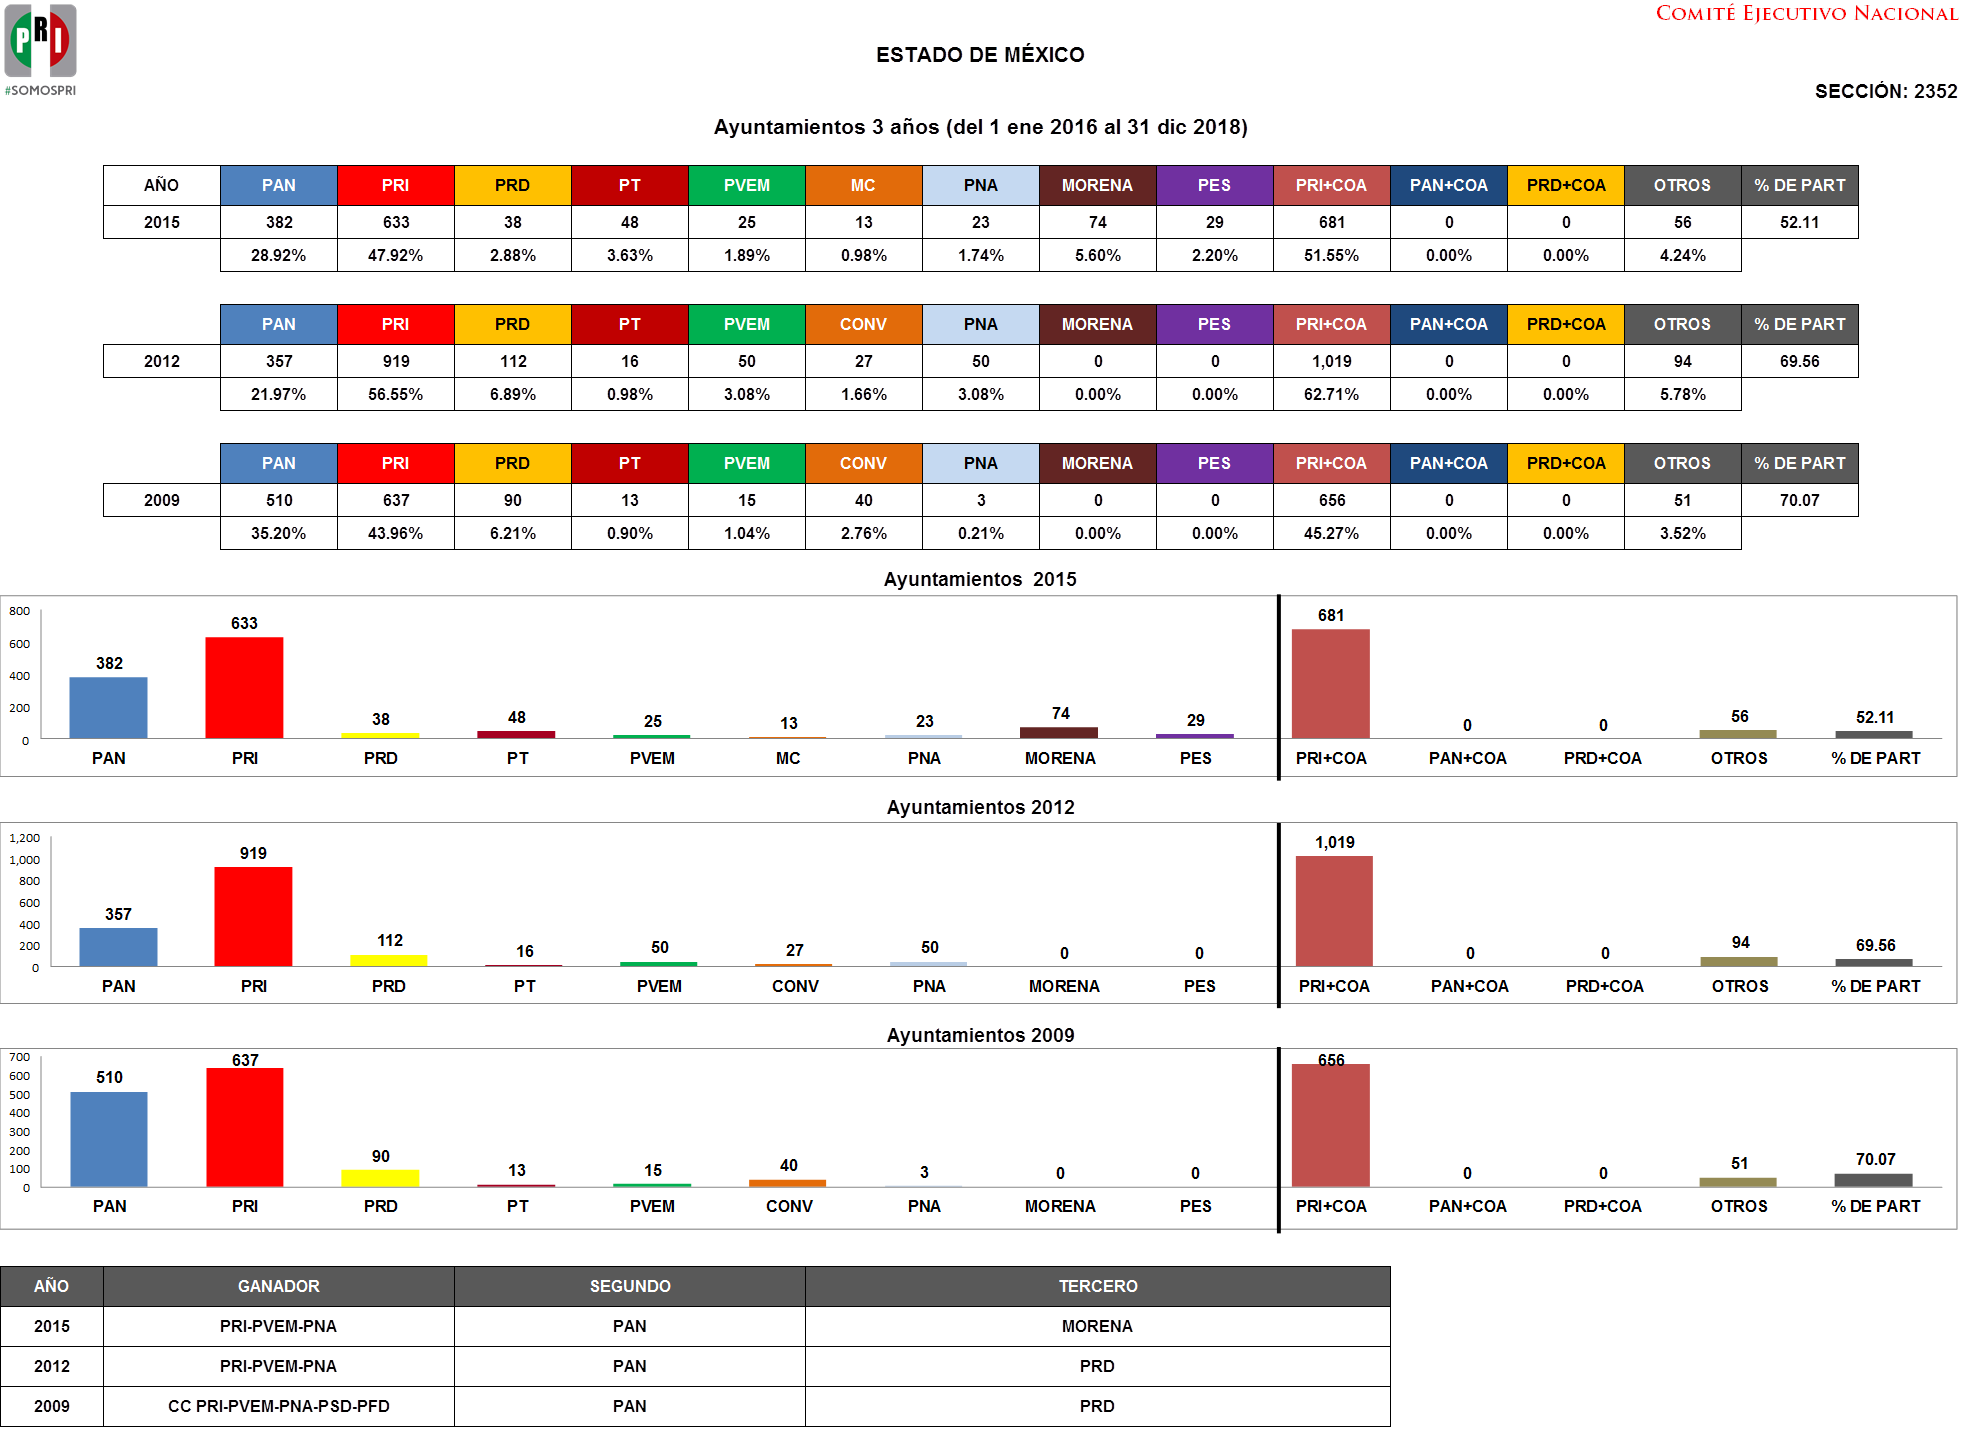 PRI
#SOMOSPRI
COMITÉ EJECUTIVO NACIONAL
ESTADO DE MÉXICO
SECCIÓN: 2352
Ayuntamientos 3 años (del 1 ene 2016 al 31 dic 2018)
AÑO PAN PRI PRD PT PVEM MC PNA MORENA PES PRI+COA PAN+COA PRD+COA OTROS % DE PART
2015 382 633 38 48 25 13 23 74 29 681 0 0 56 52.11
28.92% 47.92% 2.88% 3.63% 1.89% 0.98% 1.74% 5.60% 2.20% 51.55% 0.00% 0.00% 4.24%
PAN PRI PRD PT PVEM CONV PNA MORENA PES PRI+COA PAN+COA PRD+COA OTROS % DE PART
2012 357 919 112 16 50 27 50 0 0 1,019 0 0 94 69.56
21.97% 56.55% 6.89% 0.98% 3.08% 1.66% 3.08% 0.00% 0.00% 62.71% 0.00% 0.00% 5.78%
PAN PRI PRD PT PVEM CONV PNA MORENA PES PRI+COA PAN+COA PRD+COA OTROS % DE PART
2009 510 637 90 13 15 40 3 0 0 656 0 0 51 70.07
35.20% 43.96% 6.21% 0.90% 1.04% 2.76% 0.21% 0.00% 0.00% 45.27% 0.00% 0.00% 3.52%
Ayuntamientos 2015
800
600
400
200
0
382 633 38 48 25 13 23 74 29 681 0 0 56 52.11
PAN PRI PRD PT PVEM MC PNA MORENA PES PRI+COA PAN+COA PRD+COA OTROS % DE PART
Ayuntamientos 2012
1,200
1,000
800
600
400
200
0
357 919 112 16 50 27 50 0 0 1,019 0 0 94 69.56
PAN PRI PRD PT PVEM CONV PNA MORENA PES PRI+COA PAN+COA PRD+COA OTROS % DE PART
Ayuntamientos 2009
700
600
500
400
300
200
100
0
510 637 90 13 15 40 3 0 0 656 0 0 51 70.07
PAN PRI PRD PT PVEM CONV PNA MORENA PES PRI+COA PAN+COA PRD+COA OTROS % DE PART
AÑO GANADOR SEGUNDO TERCERO
2015 PRI-PVEM-PNA PAN MORENA
2012 PRI-PVEM-PNA PAN PRD
2009 CC PRI-PVEM-PNA-PSD-PFD PAN PRD